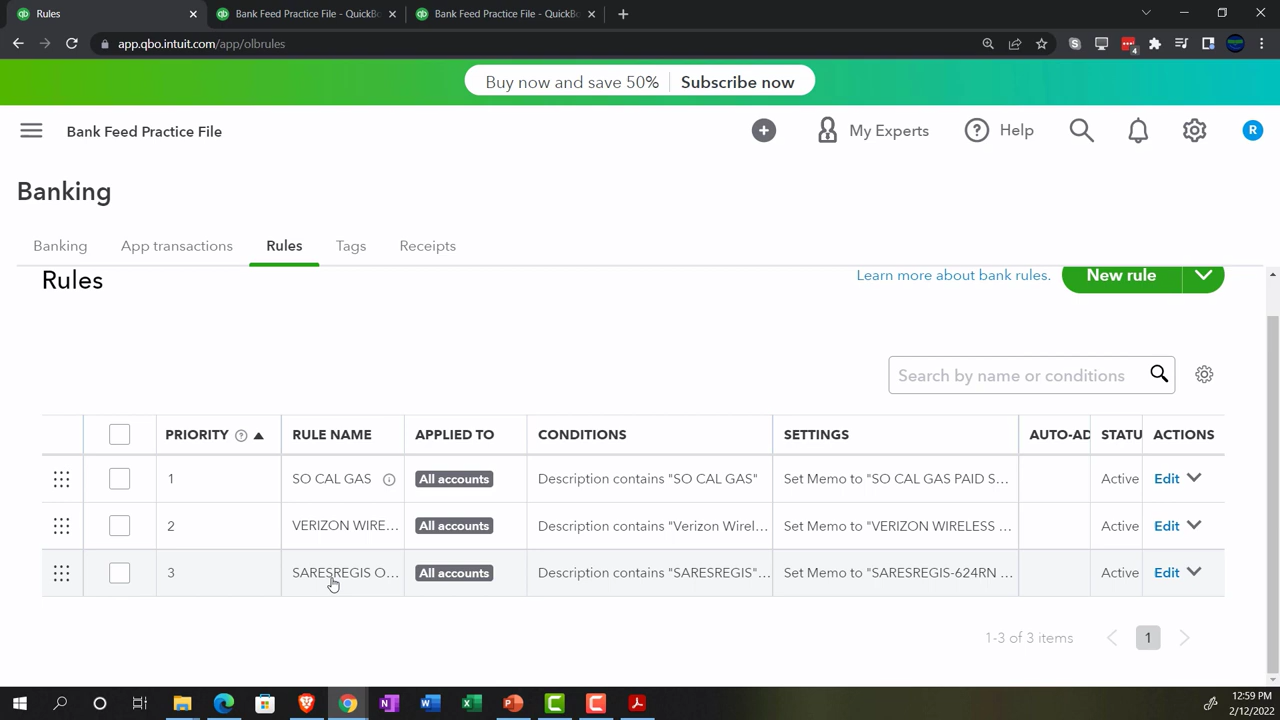 Rules
Bank Feed Practice File - QuickBo
Bank Feed Practice File - QuickBo
app.qbo.intuit.com/app/olbrules
4
Buy now and save 50% Subscribe now
Bank Feed Practice File
My Experts
Help
R
Banking
Banking
App transactions
Rules
Tags
Receipts
Rules
Learn more about bank rules.
New rule
Search by name or conditions
PRIORITY RULE NAME APPLIED TO CONDITIONS SETTINGS AUTO-AD STATU ACTIONS
1 SO CAL GAS All accounts Description contains "SO CAL GAS" Set Memo to "SO CAL GAS PAID S... Active Edit
2 VERIZON WIRE... All accounts Description contains "Verizon Wirel... Set Memo to "VERIZON WIRELESS ... Active Edit
3 SARESREGIS O... All accounts Description contains "SARESREGIS"... Set Memo to "SARESREGIS-624RN ... Active Edit
1-3 of 3 items
1
12:59 PM
2/12/2022